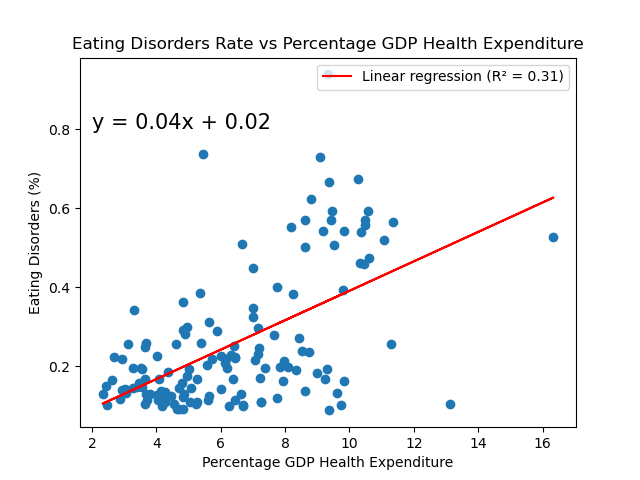 Eating Disorders Rate vs Percentage GDP Health Expenditure
Linear regression (R² = 0.31)
y = 0.04x + 0.02
0.8
0.6
0.4
0.2
Eating Disorders (%)
2 4 6 8 10 12 14 16
Percentage GDP Health Expenditure